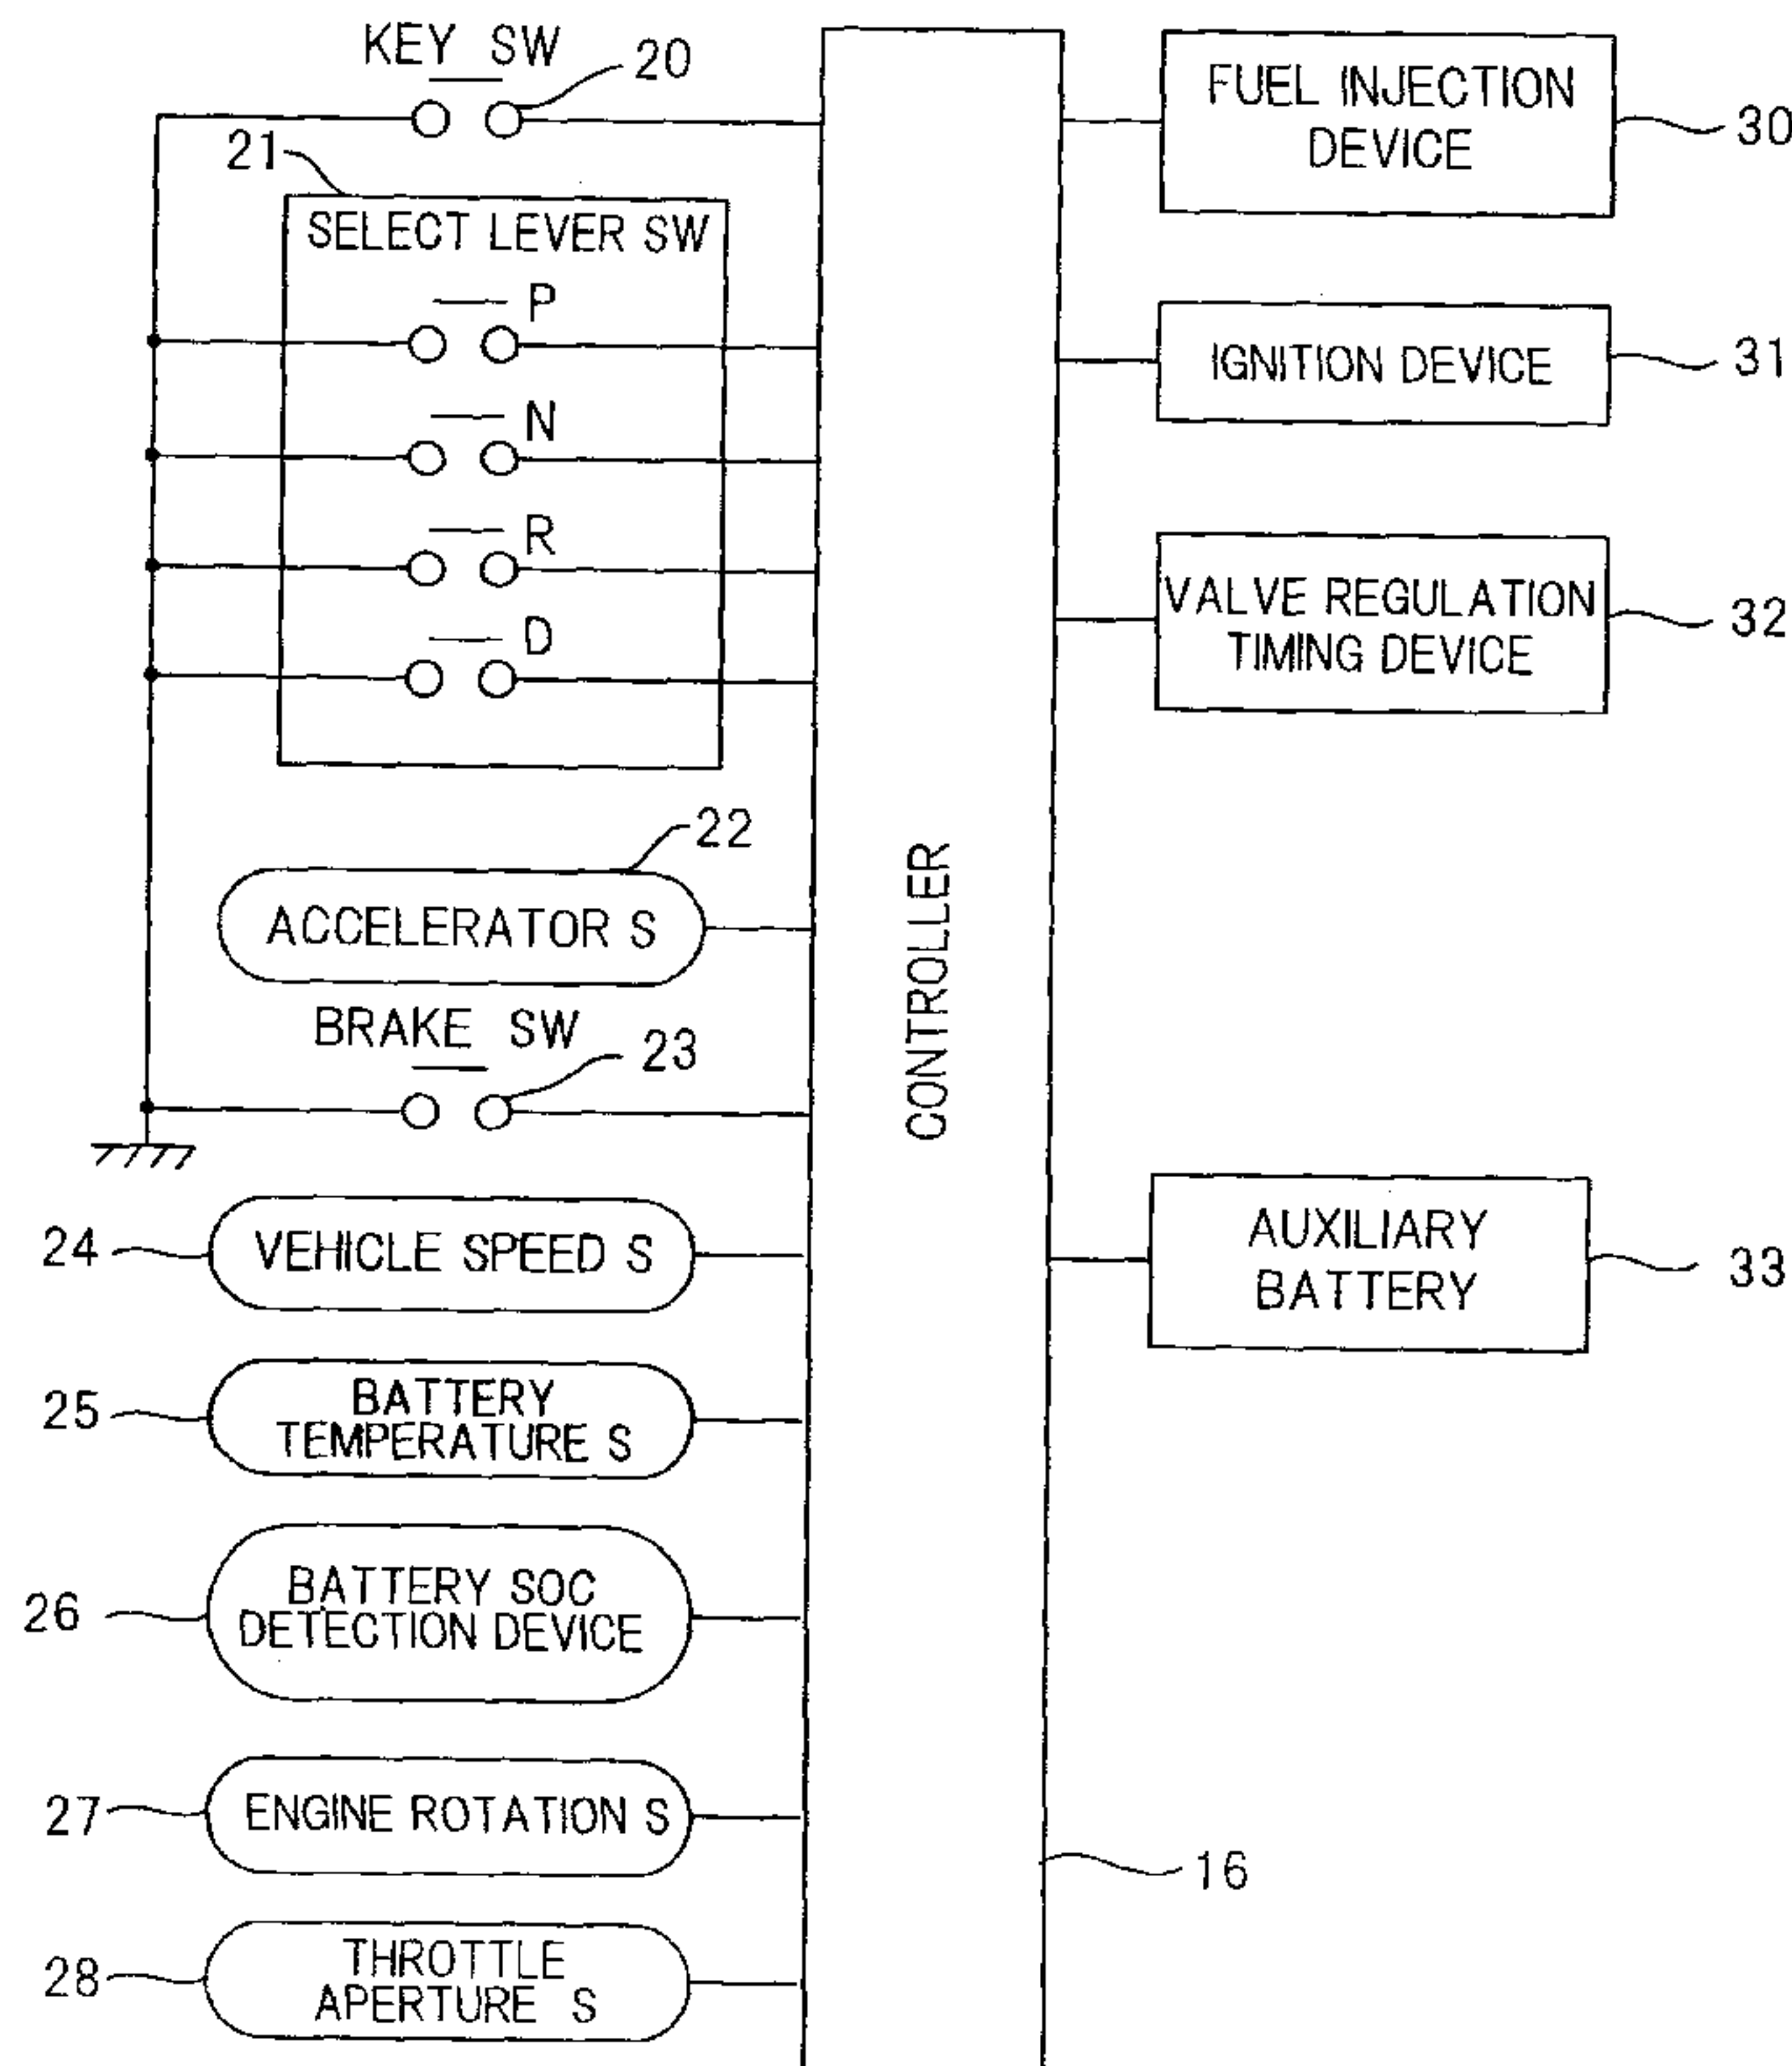 KEY SW
20
21
SELECT LEVER SW
P
N
R
D
22
ACCELERATOR S
BRAKE SW
23
24
VEHICLE SPEED S
25
BATTERY
TEMPERATURE S
26
BATTERY SOC
DETECTION DEVICE
27
ENGINE ROTATION S
28
THROTTLE
APERTURE S
CONTROLLER
16
FUEL INJECTION
DEVICE
30
IGNITION DEVICE
31
VALVE REGULATION
TIMING DEVICE
32
AUXILIARY
BATTERY
33